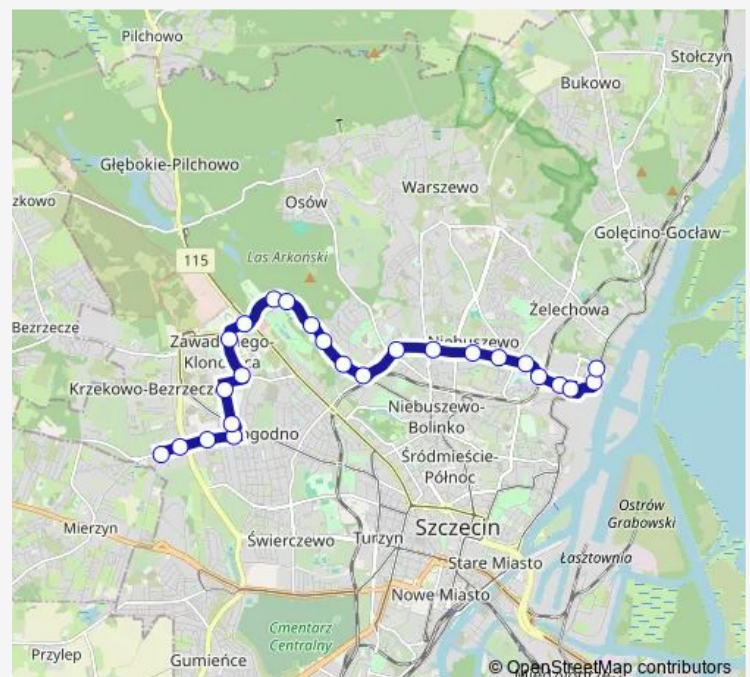 Pilchowo
Stołczyn
Bukowo
Głębokie-Pilchowo
Warszewo
zkowo
Osów
Golęcino-Gocław
115
Las Arkoński
Żelechowa
Bezrzecze
Niebuszewo
Krzekowo-Bezrzecz
Niebuszewo-
Bolinko
ogodno
Śródmieście-
Północ
Ostrów
Grabowski
Mierzyn
Szczecin
Świerczewo
Turzyn
Stare Miasto
Łasztownia
Nowe Miasto
Cmentarz
Centralny
Przylep
Gumieńce
© OpenStreetMap contributors